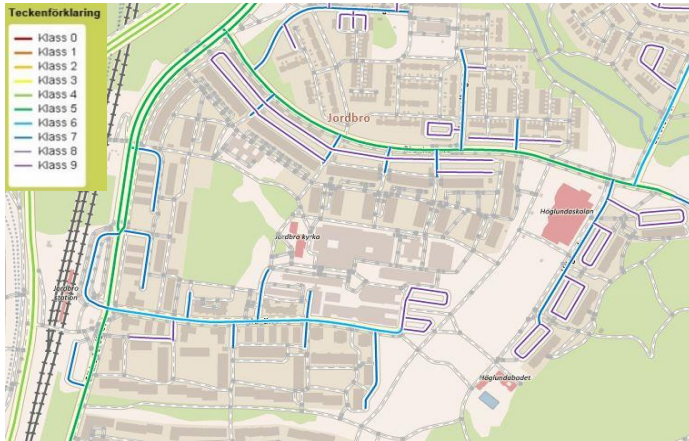 Teckenförklaring
Klass 0
Klass 1
Klass 2
Klass 3
Klass 4
Klass 5
Klass 6
Klass 7
Klass 8
Klass 9
Jordbro
Höglundaskolan
Jordbro kyrka
Jordbro
station
Höglundabadet